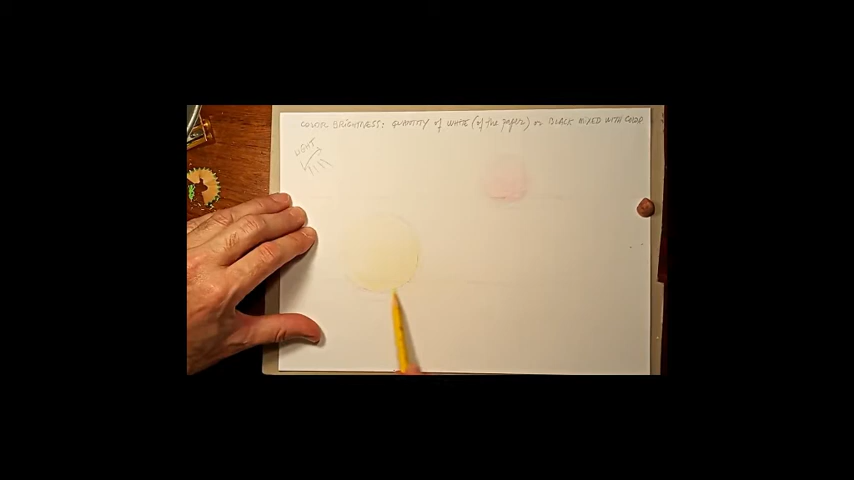 COLOR BRIGHTNESS: QUANTITY of WHITE (of the paper) or BLACK MIXED WITH COLOR
LIGHT